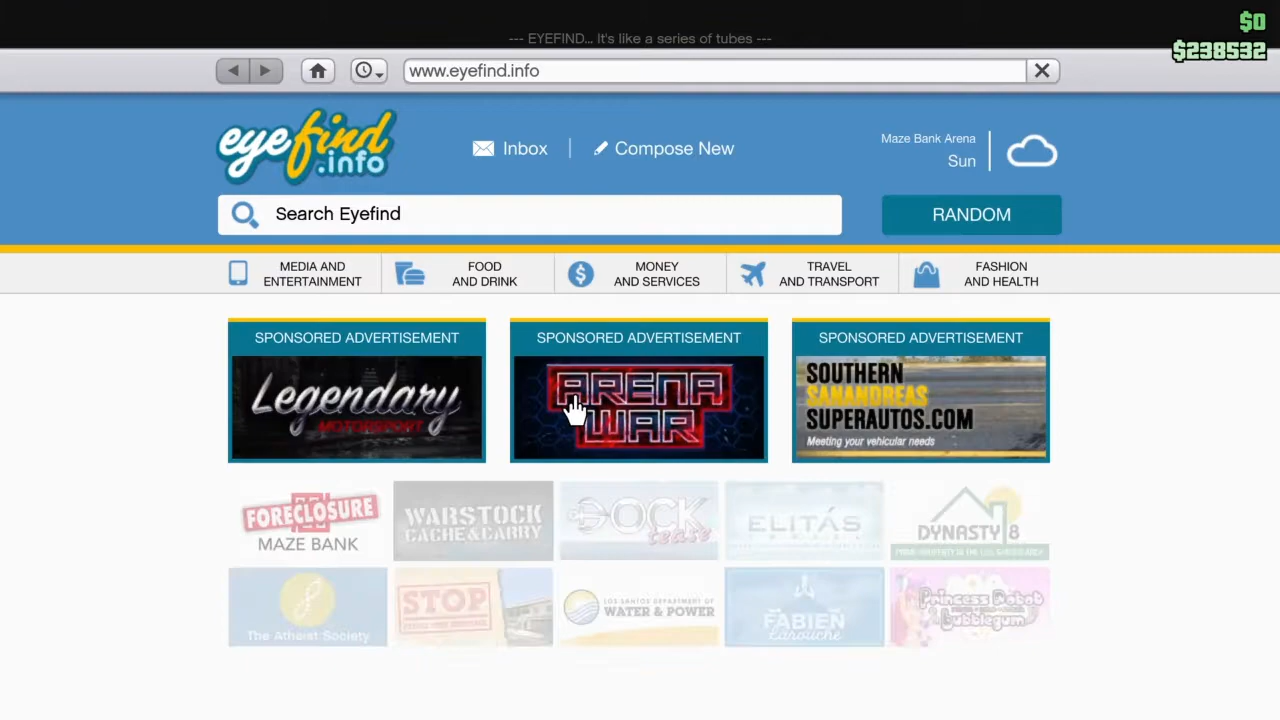 $0
--- EYEFIND... It's like a series of tubes ---
$238532
www.eyefind.info
eyefind
.info
Inbox
Compose New
Maze Bank Arena
Sun
Search Eyefind
RANDOM
MEDIA AND
ENTERTAINMENT
FOOD
AND DRINK
MONEY
AND SERVICES
TRAVEL
AND TRANSPORT
FASHION
AND HEALTH
SPONSORED ADVERTISEMENT
Legendary
MOTORSPORT
SPONSORED ADVERTISEMENT
ARENA
WAR
SPONSORED ADVERTISEMENT
SOUTHERN
SANANDREAS
SUPERAUTOS.COM
Meeting your vehicular needs
FORECLOSURE
MAZE BANK
WARSTOCK
CACHE & CARRY
DOCK
tease
ELITÁS
DYNASTY 8
The Atheist Society
STOP
LOS SANTOS DEPARTMENT OF
WATER & POWER
FABIEN
Larouche
Princess Robot
Bubblegum